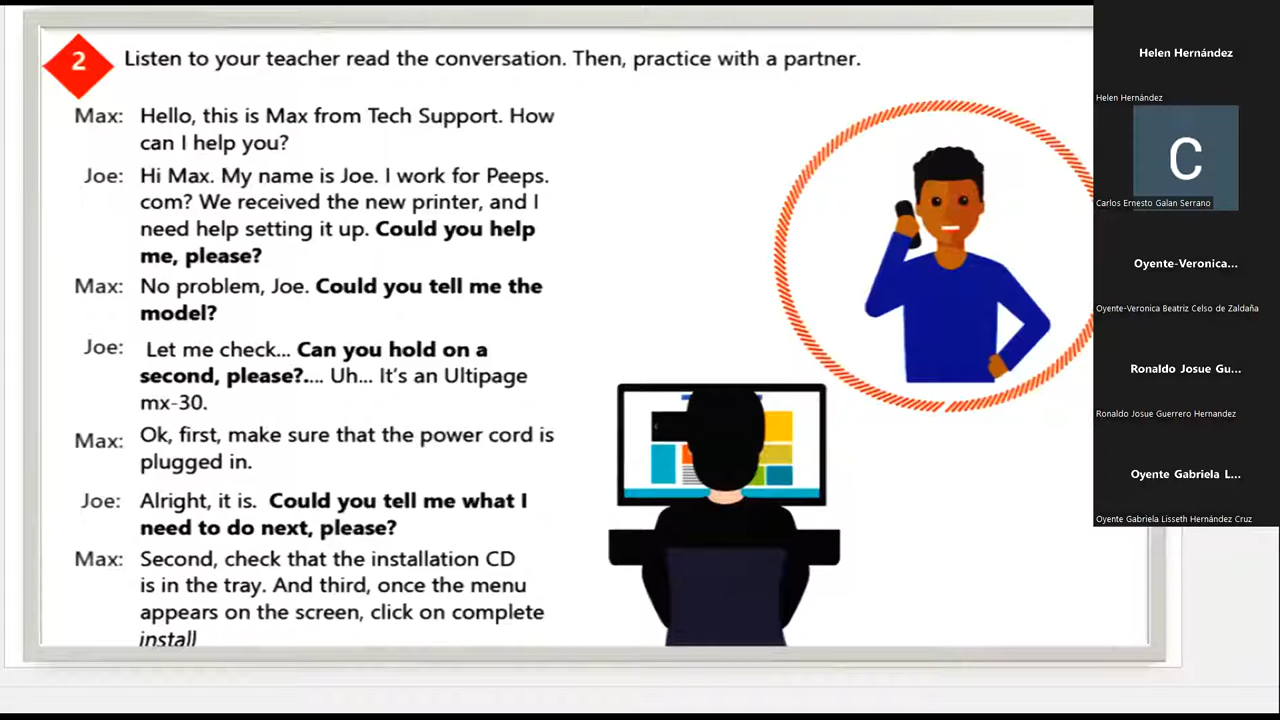 2
Listen to your teacher read the conversation. Then, practice with a partner.
Max: Hello, this is Max from Tech Support. How
can I help you?
Joe: Hi Max. My name is Joe. I work for Peeps.
com? We received the new printer, and I
need help setting it up. Could you help
me, please?
Max: No problem, Joe. Could you tell me the
model?
Joe: Let me check... Can you hold on a
second, please?.... Uh... It's an Ultipage
mx-30.
Max: Ok, first, make sure that the power cord is
plugged in.
Joe: Alright, it is. Could you tell me what I
need to do next, please?
Max: Second, check that the installation CD
is in the tray. And third, once the menu
appears on the screen, click on complete
install
Helen Hernández
Helen Hernández
C
Carlos Ernesto Galan Serrano
Oyente-Veronica...
Oyente-Veronica Beatriz Celso de Zaldaña
Ronaldo Josue Gu...
Ronaldo Josue Guerrero Hernandez
Oyente Gabriela L...
Oyente Gabriela Lisseth Hernández Cruz